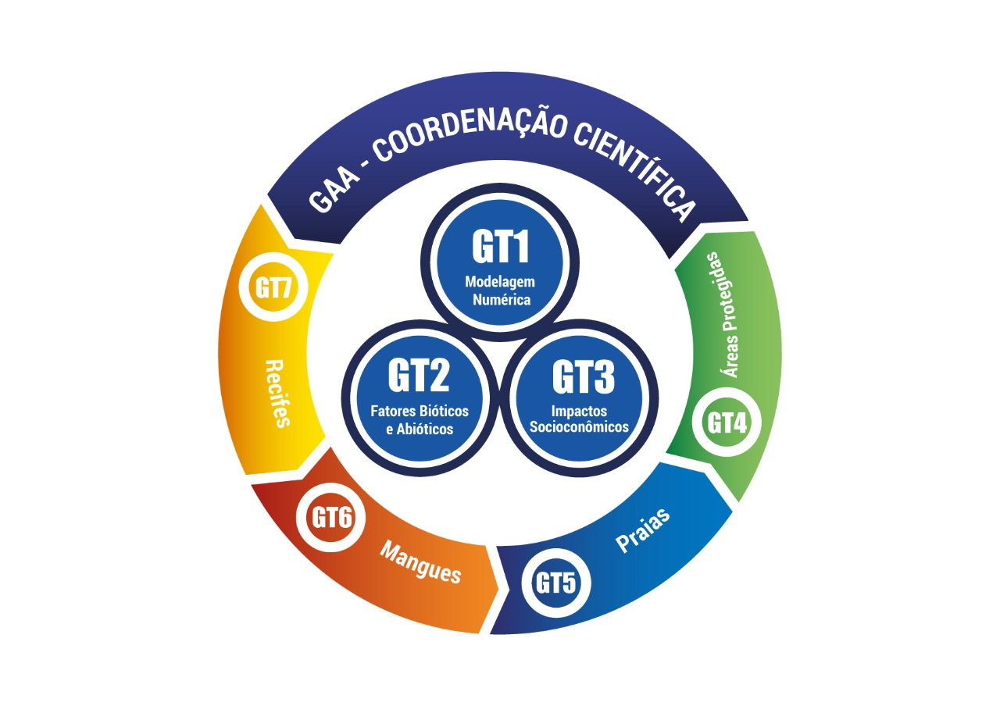 GAA - COORDENAÇÃO CIENTÍFICA
GT1
Modelagem
Numérica
GT2
Fatores Bióticos
e Abióticos
GT3
Impactos
Socioconômicos
Áreas Protegidas
GT4
Praias
GT5
Mangues
GT6
Recifes
GT7